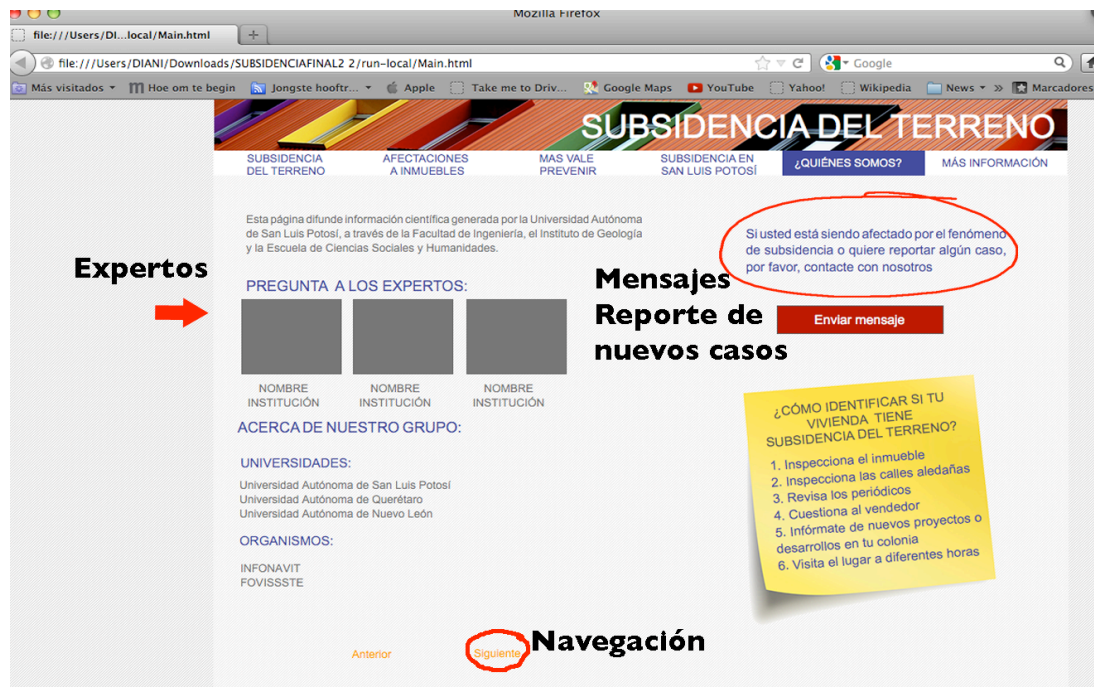 Mozilla Firefox
file:///Users/DI...local/Main.html
+
file:///Users/DIANI/Downloads/SUBSIDENCIAFINAL2 2/run-local/Main.html
Google
Más visitados
Hoe om te begin
Jongste hooftr...
Apple
Take me to Driv...
Google Maps
YouTube
Yahoo!
Wikipedia
News
»
Marcadores
SUBSIDENCIA DEL TERRENO
SUBSIDENCIA
DEL TERRENO
AFECTACIONES
A INMUEBLES
MAS VALE
PREVENIR
SUBSIDENCIA EN
SAN LUIS POTOSÍ
¿QUIÉNES SOMOS?
MÁS INFORMACIÓN
Esta página difunde información científica generada por la Universidad Autónoma
de San Luis Potosí, a través de la Facultad de Ingeniería, el Instituto de Geología
y la Escuela de Ciencias Sociales y Humanidades.
Expertos
PREGUNTA A LOS EXPERTOS:
NOMBRE
INSTITUCIÓN
NOMBRE
INSTITUCIÓN
NOMBRE
INSTITUCIÓN
ACERCA DE NUESTRO GRUPO:
UNIVERSIDADES:
Universidad Autónoma de San Luis Potosí
Universidad Autónoma de Querétaro
Universidad Autónoma de Nuevo León
ORGANISMOS:
INFONAVIT
FOVISSSTE
Si usted está siendo afectado por el fenómeno
de subsidencia o quiere reportar algún caso,
por favor, contacte con nosotros
Mensajes
Reporte de
nuevos casos
Enviar mensaje
¿CÓMO IDENTIFICAR SI TU
VIVIENDA TIENE
SUBSIDENCIA DEL TERRENO?
1. Inspecciona el inmueble
2. Inspecciona las calles aledañas
3. Revisa los periódicos
4. Cuestiona al vendedor
5. Infórmate de nuevos proyectos o
desarrollos en tu colonia
6. Visita el lugar a diferentes horas
Anterior
Siguiente
Navegación